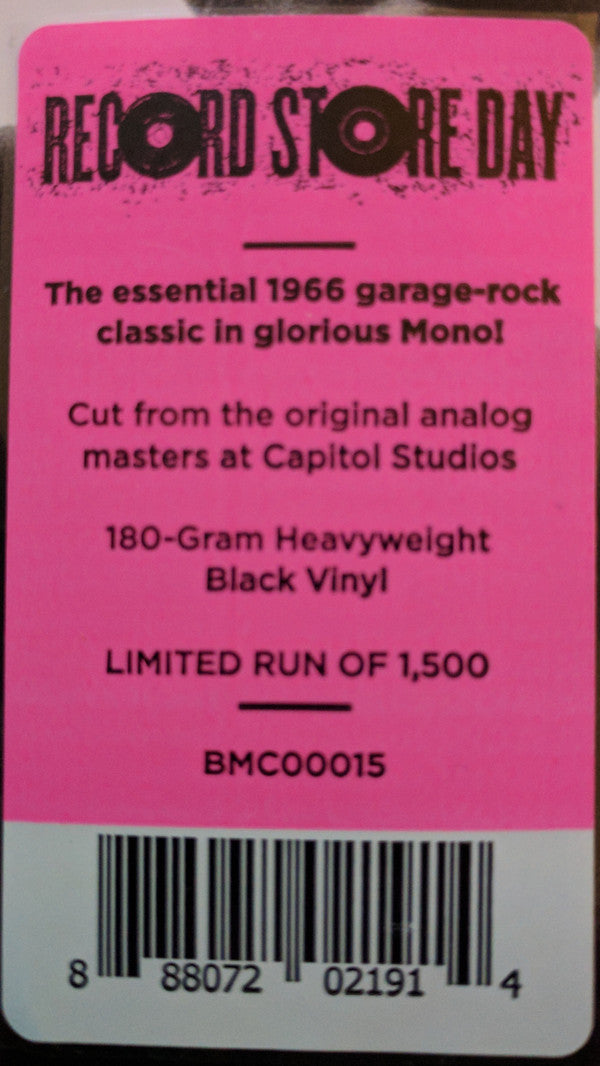 RECORD STORE DAY
The essential 1966 garage-rock
classic in glorious Mono!
Cut from the original analog
masters at Capitol Studios
180-Gram Heavyweight
Black Vinyl
LIMITED RUN OF 1,500
BMC00015
8 88072 02191 4